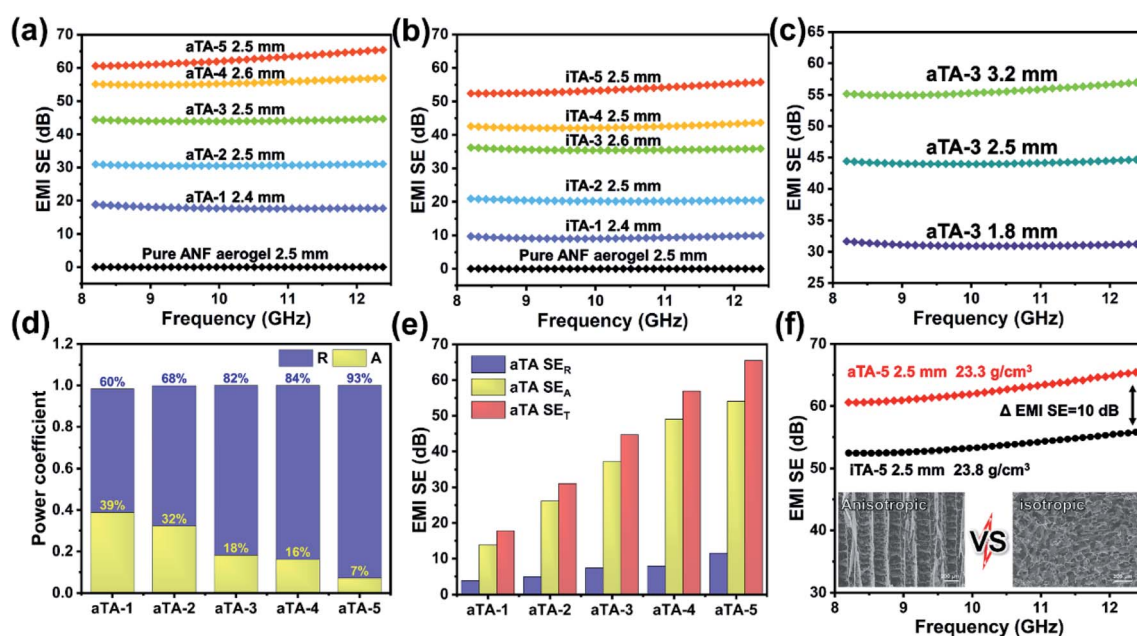 (a)
EMI SE (dB)
70
60
50
40
30
20
10
0
aTA-5 2.5 mm
aTA-4 2.6 mm
aTA-3 2.5 mm
aTA-2 2.5 mm
aTA-1 2.4 mm
Pure ANF aerogel 2.5 mm
8 9 10 11 12
Frequency (GHz)
(b)
EMI SE (dB)
70
60
50
40
30
20
10
0
iTA-5 2.5 mm
iTA-4 2.5 mm
iTA-3 2.6 mm
iTA-2 2.5 mm
iTA-1 2.4 mm
Pure ANF aerogel 2.5 mm
8 9 10 11 12
Frequency (GHz)
(c)
EMI SE (dB)
65
60
55
50
45
40
35
30
25
aTA-3 3.2 mm
aTA-3 2.5 mm
aTA-3 1.8 mm
8 9 10 11 12
Frequency (GHz)
(d)
Power coefficient
1.2
1.0
0.8
0.6
0.4
0.2
0.0
R A
60% 68% 82% 84% 93%
39% 32% 18% 16% 7%
aTA-1 aTA-2 aTA-3 aTA-4 aTA-5
(e)
EMI SE (dB)
70
60
50
40
30
20
10
0
aTA SE_R
aTA SE_A
aTA SE_T
aTA-1 aTA-2 aTA-3 aTA-4 aTA-5
(f)
EMI SE (dB)
70
60
50
40
30
aTA-5 2.5 mm 23.3 g/cm³
Δ EMI SE=10 dB
iTA-5 2.5 mm 23.8 g/cm³
Anisotropic
VS
isotropic
8 9 10 11 12
Frequency (GHz)